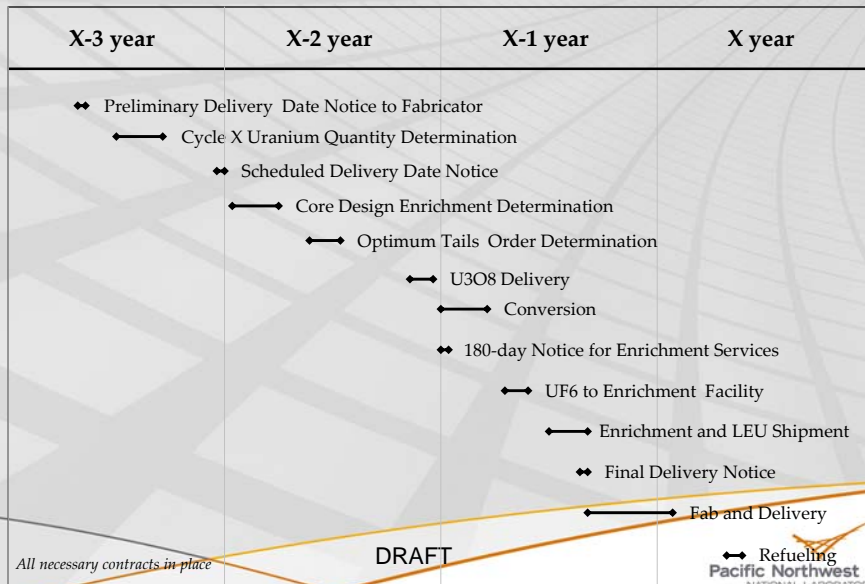 X-3 year X-2 year X-1 year X year
Preliminary Delivery Date Notice to Fabricator
Cycle X Uranium Quantity Determination
Scheduled Delivery Date Notice
Core Design Enrichment Determination
Optimum Tails Order Determination
U3O8 Delivery
Conversion
180-day Notice for Enrichment Services
UF6 to Enrichment Facility
Enrichment and LEU Shipment
Final Delivery Notice
Fab and Delivery
Refueling
All necessary contracts in place
DRAFT
Pacific Northwest